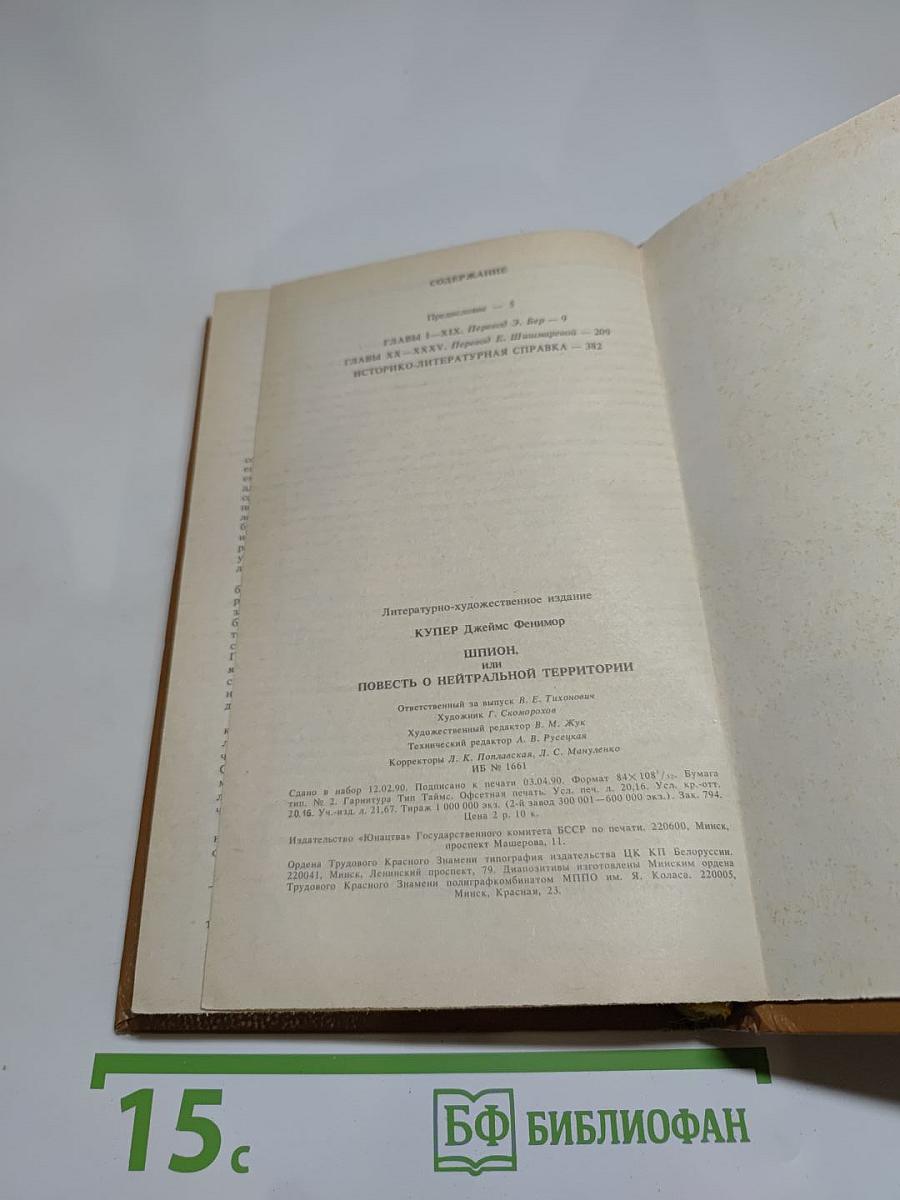 СОДЕРЖАНИЕ
Предисловие — 5
ГЛАВЫ I—XIX. Перевод Э. Бер — 9
ГЛАВЫ XX—XXXV. Перевод Е. Шишмаревой — 209
ИСТОРИКО-ЛИТЕРАТУРНАЯ СПРАВКА — 382
Литературно-художественное издание
КУПЕР Джеймс Фенимор
ШПИОН,
или
ПОВЕСТЬ О НЕЙТРАЛЬНОЙ ТЕРРИТОРИИ
Ответственный за выпуск В. Е. Тихонович
Художник Г. Скоморохов
Художественный редактор В. М. Жук
Технический редактор А. В. Русецкая
Корректоры Л. К. Поплавская, Л. С. Мануленко
ИБ № 1661
Сдано в набор 12.02.90. Подписано к печати 03.04.90. Формат 84×108 1/32. Бумага
тип. № 2. Гарнитура Тип Таймс. Офсетная печать. Усл. печ. л. 20,16. Усл. кр.-отт.
20,16. Уч.-изд. л. 21,67. Тираж 1 000 000 экз. (2-й завод 300 001—600 000 экз.). Зак. 794.
Цена 2 р. 10 к.
Издательство «Юнацтва» Государственного комитета БССР по печати. 220600, Минск,
проспект Машерова, 11.
Ордена Трудового Красного Знамени типография издательства ЦК КП Белоруссии.
220041, Минск, Ленинский проспект, 79. Диапозитивы изготовлены Минским ордена
Трудового Красного Знамени полиграфкомбинатом МППО им. Я. Коласа. 220005,
Минск, Красная, 23.
15 с
БФ БИБЛИОФАН